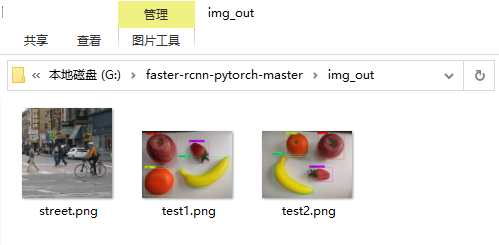 管理 img_out
共享 查看 图片工具
« 本地磁盘 (G:) › faster-rcnn-pytorch-master › img_out
street.png test1.png test2.png